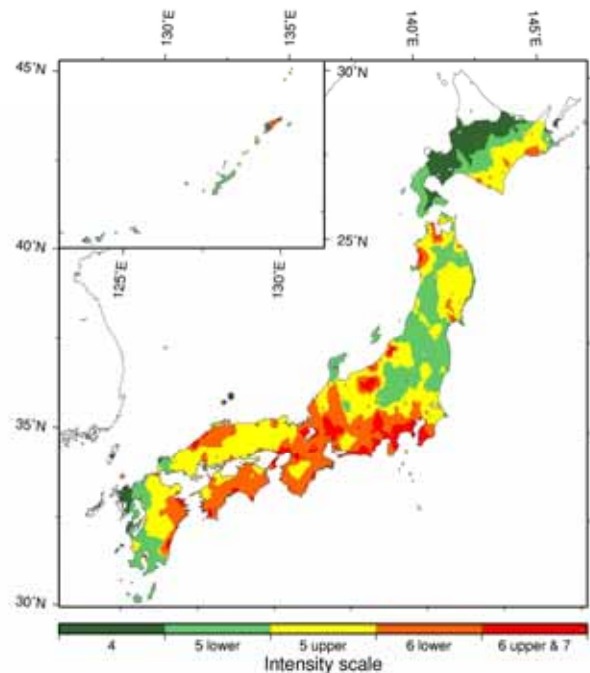 130˚E 135˚E 140˚E 145˚E
45˚N
30˚N
40˚N
25˚N
125˚E 130˚E
35˚N
30˚N
4 5 lower 5 upper 6 lower 6 upper & 7
Intensity scale